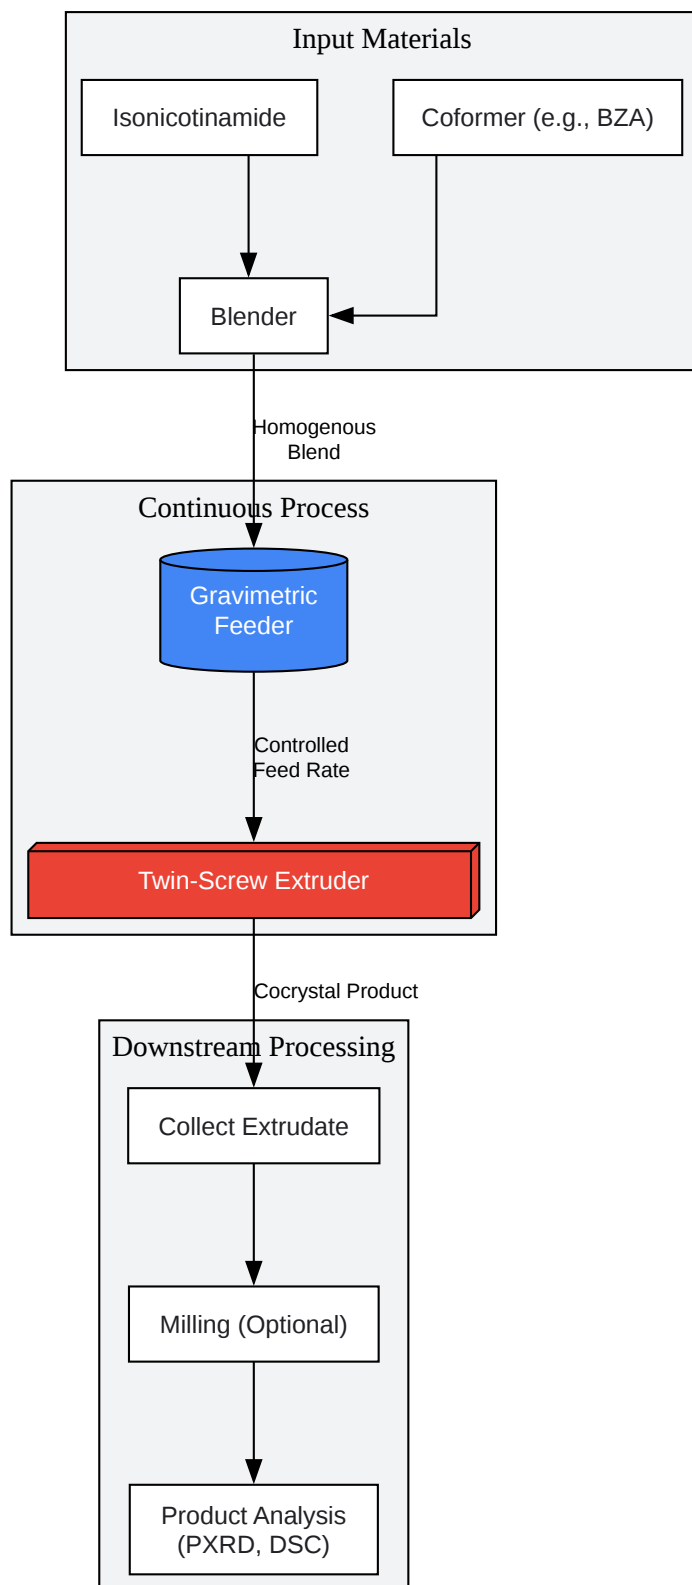 Input Materials
Isonicotinamide
Coformer (e.g., BZA)
Blender
Homogenous
Blend
Continuous Process
Gravimetric
Feeder
Controlled
Feed Rate
Twin-Screw Extruder
Cocrystal Product
Downstream Processing
Collect Extrudate
Milling (Optional)
Product Analysis
(PXRD, DSC)